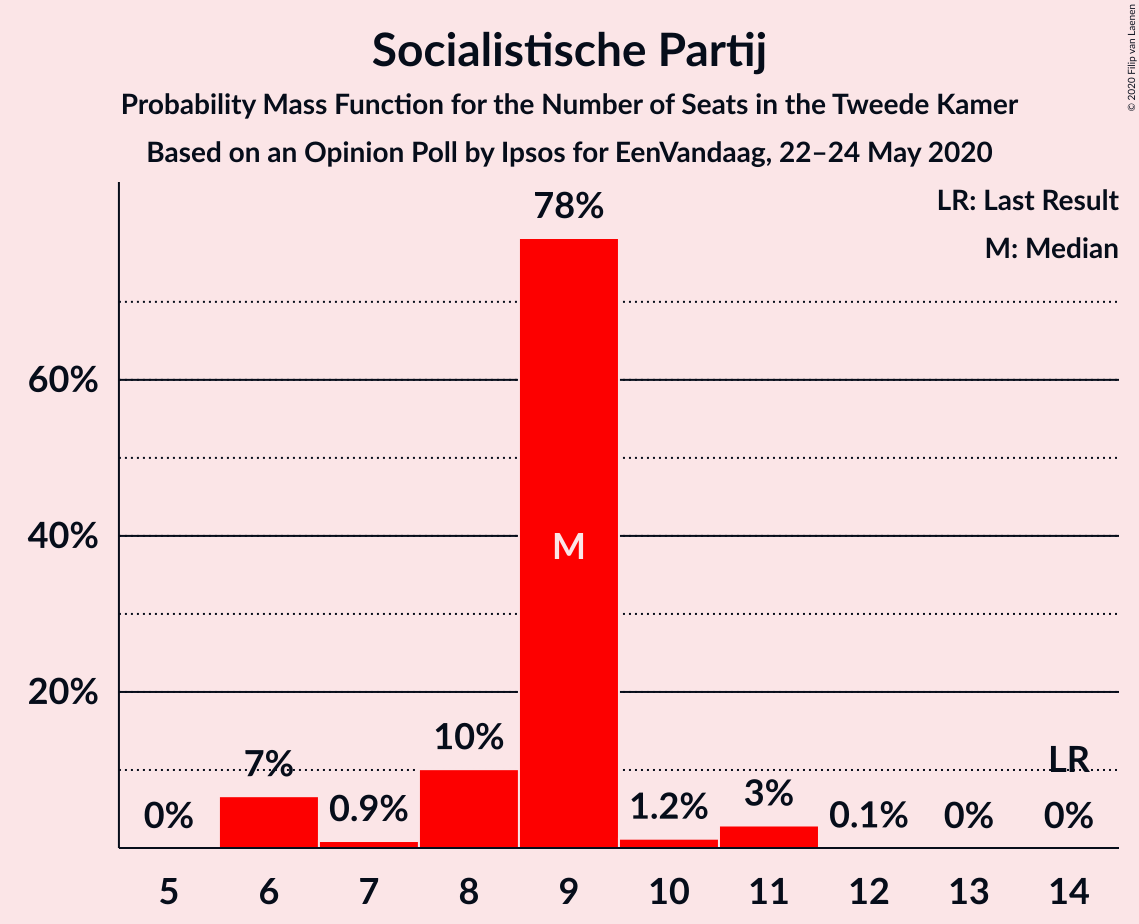 Socialistische Partij
Probability Mass Function for the Number of Seats in the Tweede Kamer
Based on an Opinion Poll by Ipsos for EenVandaag, 22–24 May 2020
© 2020 Filip van Laenen
LR: Last Result
M: Median
78%
60%
40%
M
20%
10%
7%
LR
0%
0.9%
1.2%
3%
0.1%
0%
0%
5 6 7 8 9 10 11 12 13 14